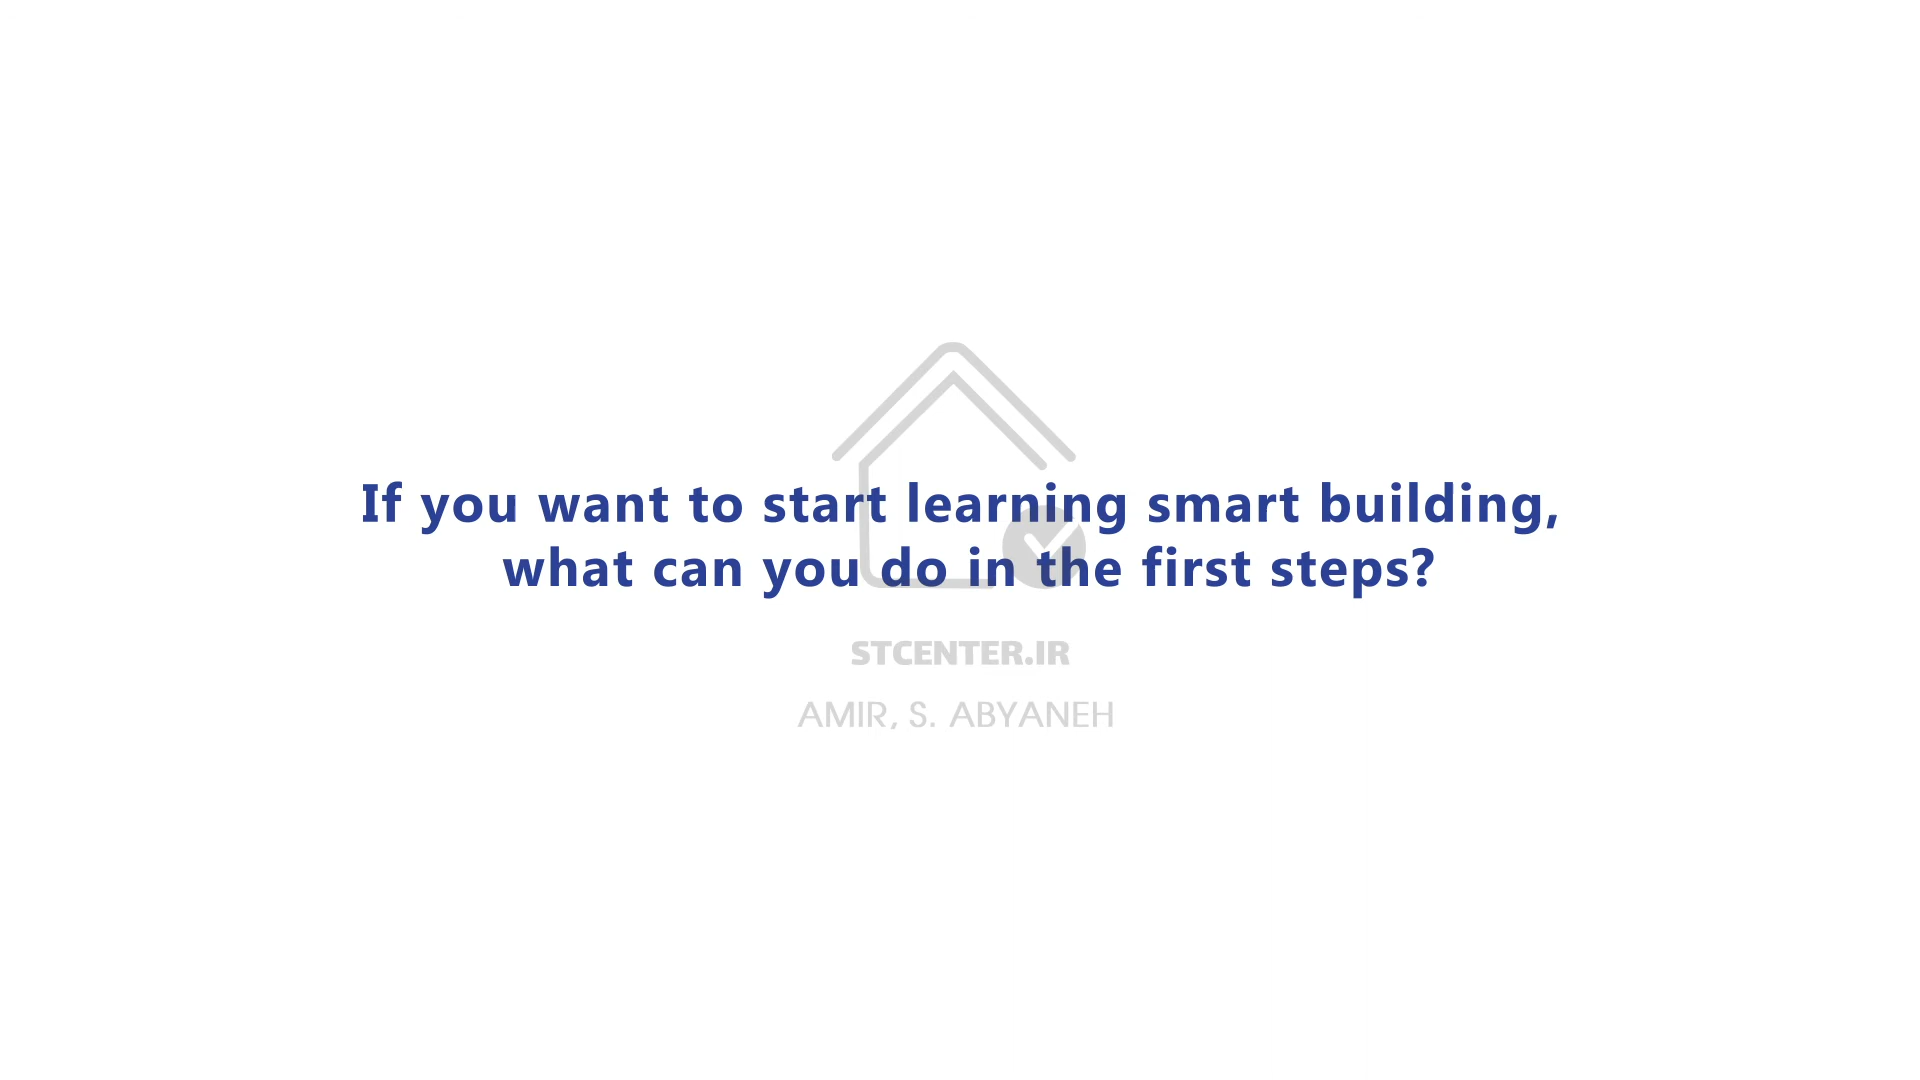 If you want to start learning smart building,
what can you do in the first steps?
STCENTER.IR
AMIR, S. ABYANEH